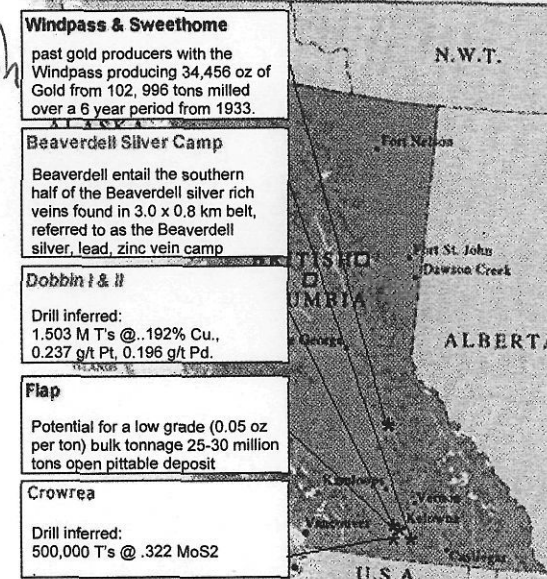 Windpass & Sweethome
past gold producers with the
Windpass producing 34,456 oz of
Gold from 102, 996 tons milled
over a 6 year period from 1933.
Beaverdell Silver Camp
Beaverdell entail the southern
half of the Beaverdell silver rich
veins found in 3.0 x 0.8 km belt,
referred to as the Beaverdell
silver, lead, zinc vein camp
Dobbin I & II
Drill inferred:
1.503 M T's @..192% Cu.,
0.237 g/t Pt, 0.196 g/t Pd.
Flap
Potential for a low grade (0.05 oz
per ton) bulk tonnage 25-30 million
tons open pittable deposit
Crowrea
Drill inferred:
500,000 T's @ .322 MoS2
N.W.T.
Fort Nelson
Fort St. John
Dawson Creek
ALBERTA
George
Kamloops
Vernon
Kelowna
Vancouver
Castlegar
U.S.A